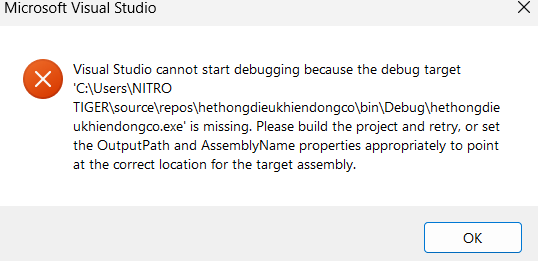 Microsoft Visual Studio
Visual Studio cannot start debugging because the debug target
'C:\Users\NITRO
TIGER\source\repos\hethongdieukhiendongco\bin\Debug\hethongdie
ukhiendongco.exe' is missing. Please build the project and retry, or set
the OutputPath and AssemblyName properties appropriately to point
at the correct location for the target assembly.
OK